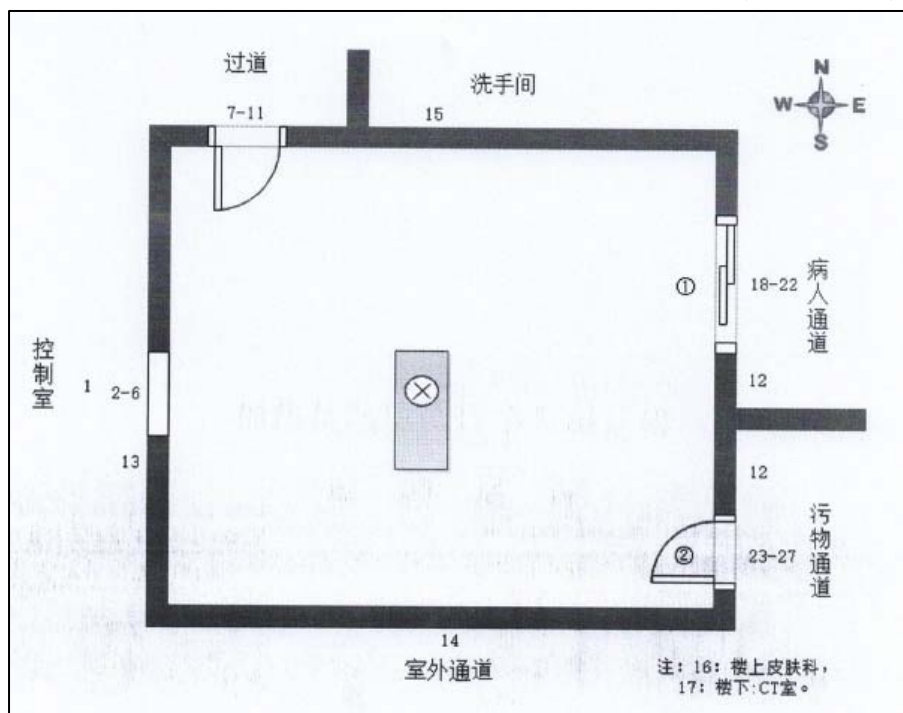 过道
洗手间
7-11
15
N
W E
S
①
18-22
病人通道
控制室
1
2-6
12
13
12
②
23-27
污物通道
14
室外通道
注：16：楼上皮肤科，
17：楼下:CT室。